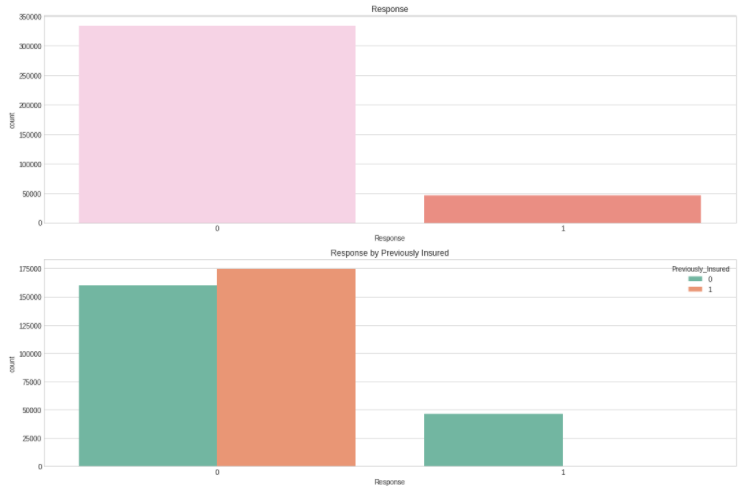 Response
350000
300000
250000
200000
150000
100000
50000
0
count
0 1
Response
Response by Previously Insured
175000
150000
125000
100000
75000
50000
25000
0
count
Previously_Insured
0
1
0 1
Response